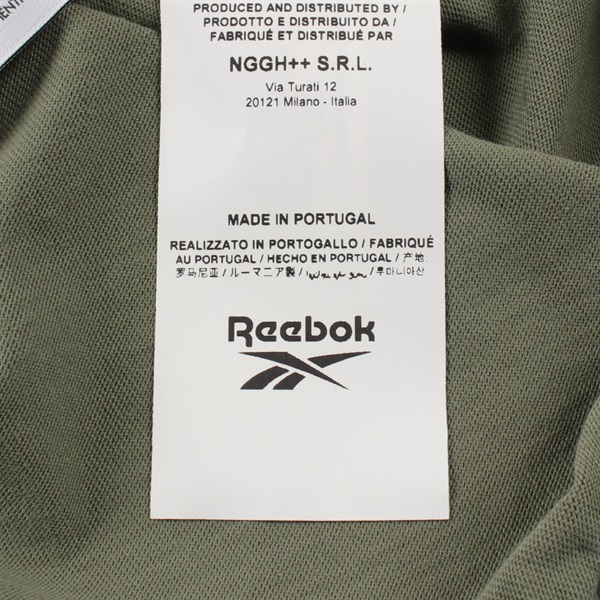 PRODUCED AND DISTRIBUTED BY /
PRODOTTO E DISTRIBUITO DA /
FABRIQUÉ ET DISTRIBUÉ PAR
NGGH++ S.R.L.
Via Turati 12
20121 Milano - Italia
MADE IN PORTUGAL
REALIZZATO IN PORTOGALLO / FABRIQUÉ
AU PORTUGAL / HECHO EN PORTUGAL / 产地:
罗马尼亚 / ルーマニア製 / / 루마니아산
Reebok